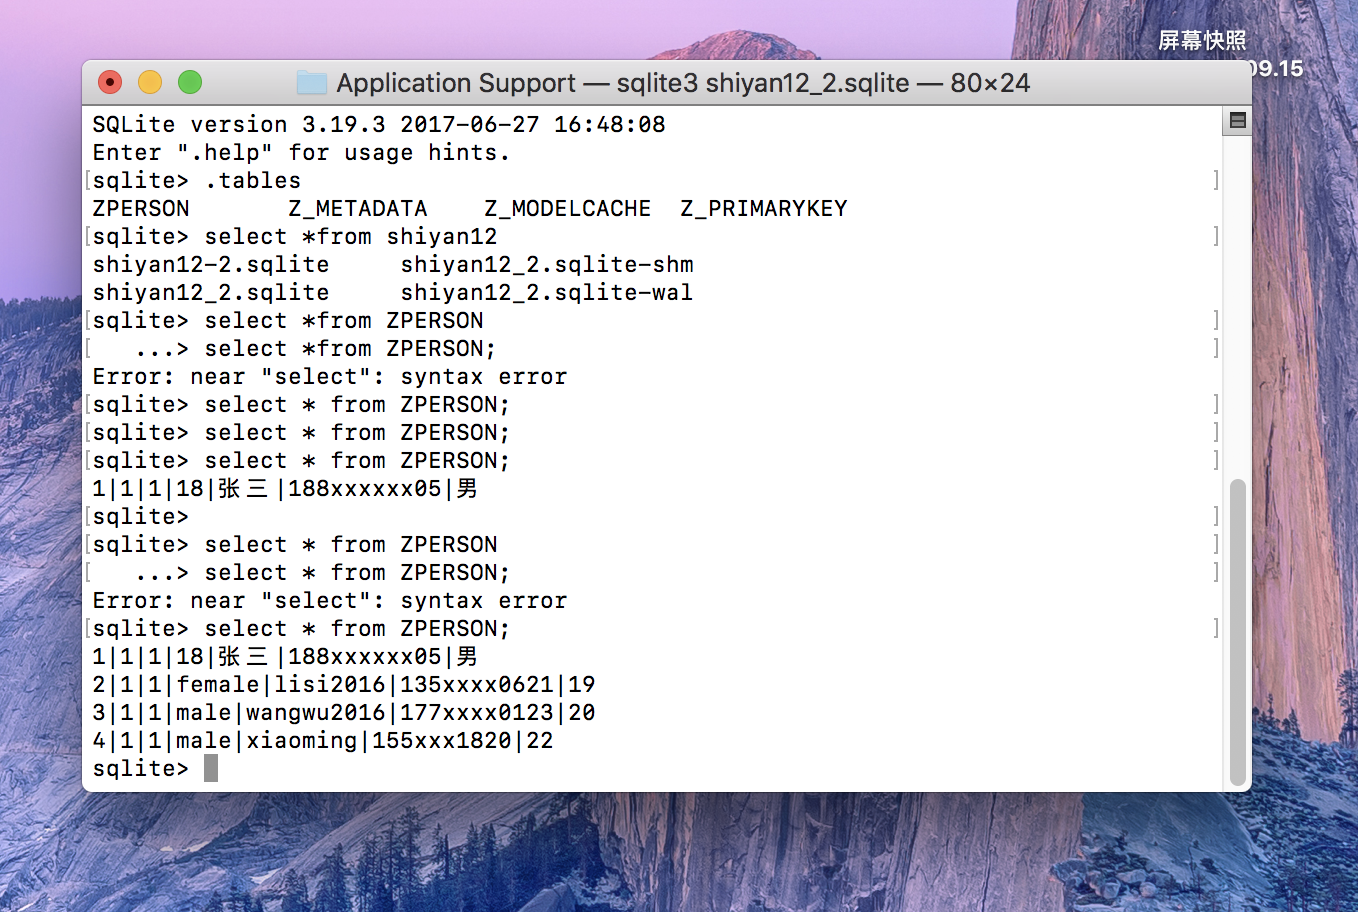 屏幕快照
09.15
Application Support — sqlite3 shiyan12_2.sqlite — 80×24
SQLite version 3.19.3 2017-06-27 16:48:08
Enter ".help" for usage hints.
[sqlite> .tables ]
ZPERSON Z_METADATA Z_MODELCACHE Z_PRIMARYKEY
[sqlite> select *from shiyan12 ]
shiyan12-2.sqlite shiyan12_2.sqlite-shm
shiyan12_2.sqlite shiyan12_2.sqlite-wal
[sqlite> select *from ZPERSON ]
[ ...> select *from ZPERSON; ]
Error: near "select": syntax error
[sqlite> select * from ZPERSON; ]
[sqlite> select * from ZPERSON; ]
[sqlite> select * from ZPERSON; ]
1|1|1|18|张三|188xxxxxx05|男
[sqlite> ]
[sqlite> select * from ZPERSON ]
[ ...> select * from ZPERSON; ]
Error: near "select": syntax error
[sqlite> select * from ZPERSON; ]
1|1|1|18|张三|188xxxxxx05|男
2|1|1|female|lisi2016|135xxxx0621|19
3|1|1|male|wangwu2016|177xxxx0123|20
4|1|1|male|xiaoming|155xxx1820|22
sqlite>